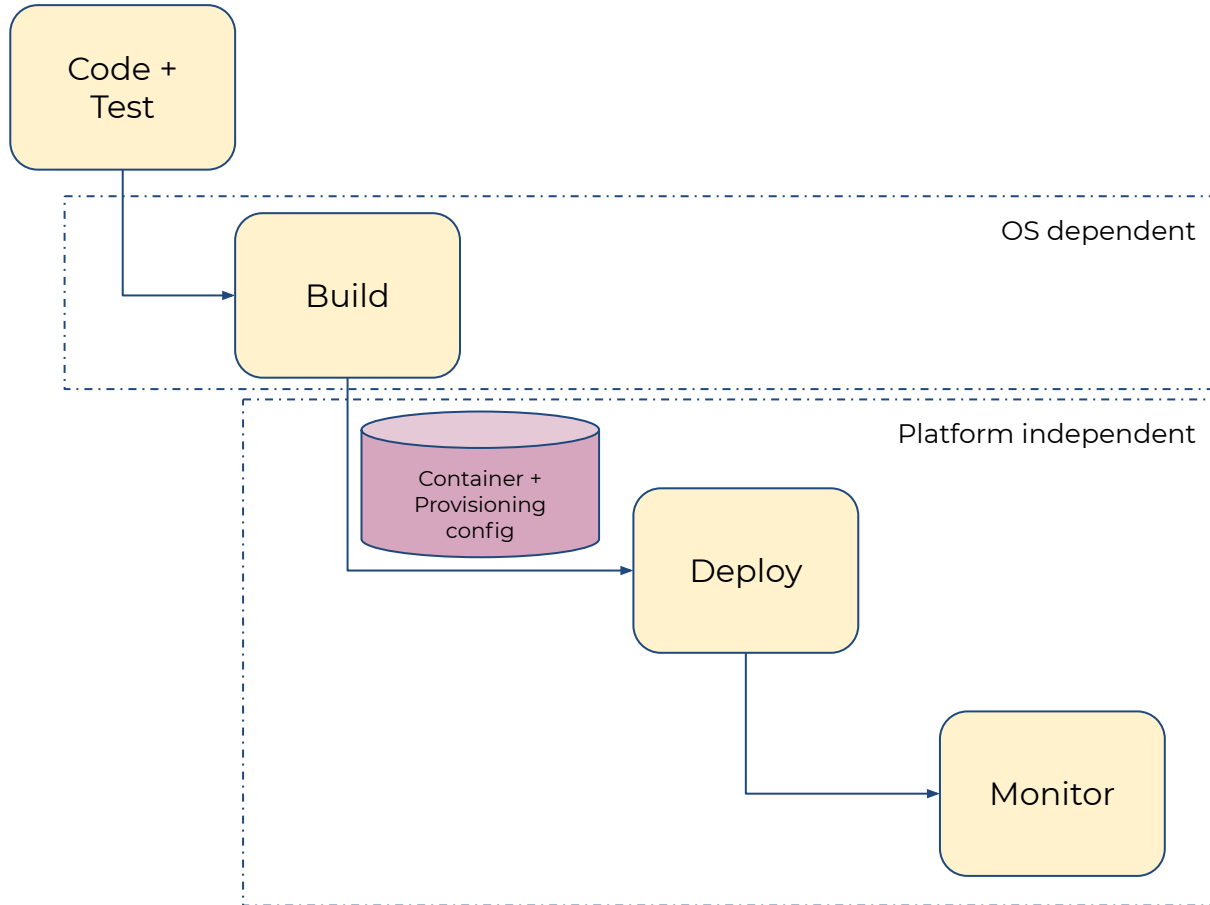 Code +
Test
OS dependent
Build
Platform independent
Container +
Provisioning
config
Deploy
Monitor